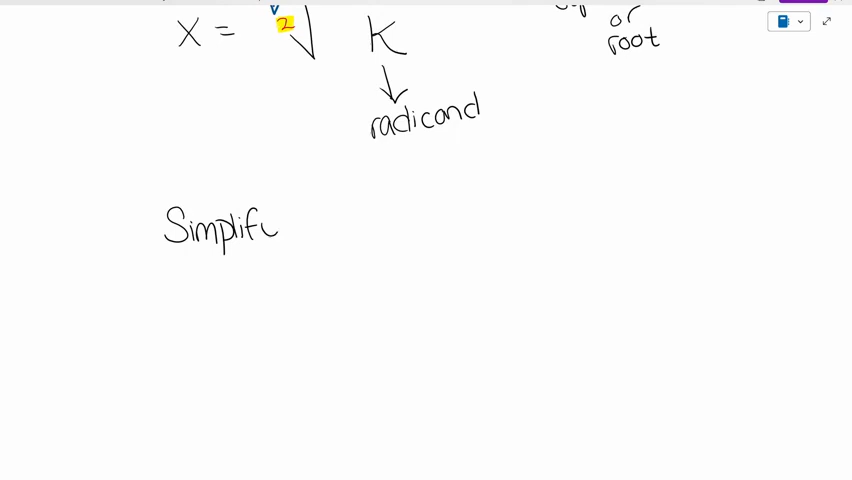 x = 2√ K
or
root
radicand
Simplif